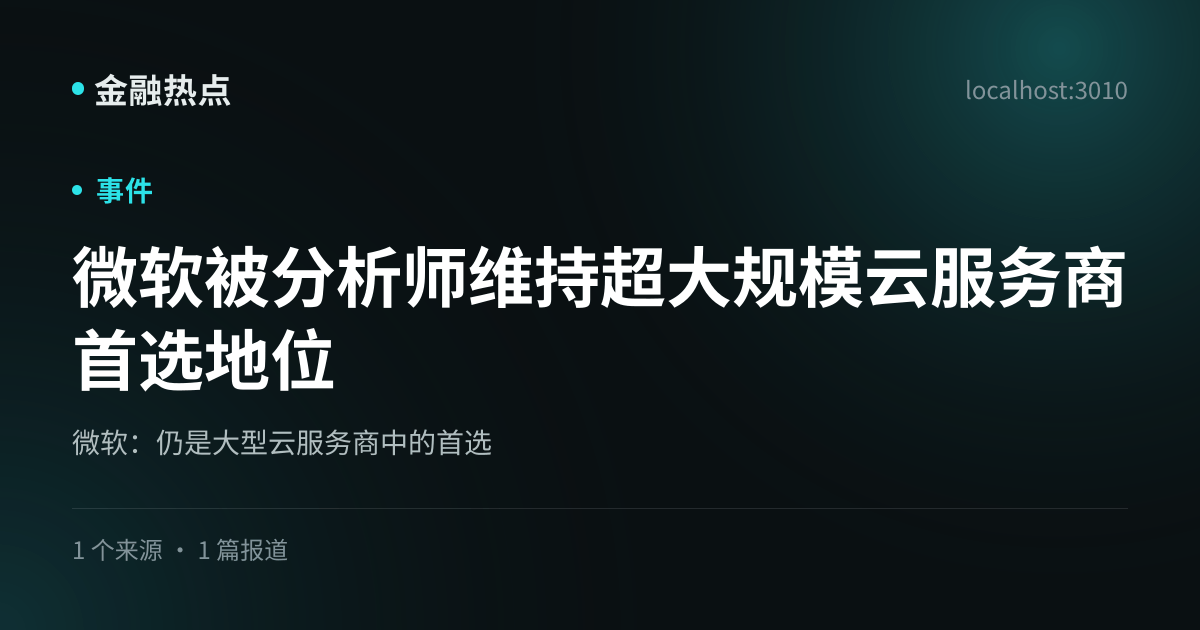 金融热点
localhost:3010
事件
微软被分析师维持超大规模云服务商
首选地位
微软：仍是大型云服务商中的首选
1 个来源 · 1 篇报道